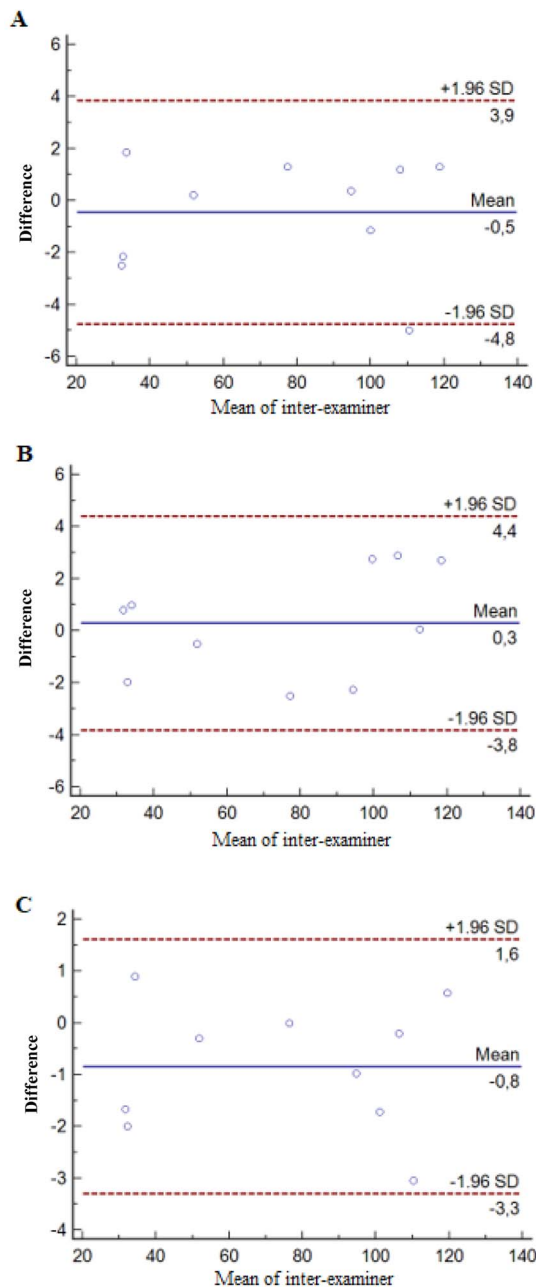 A
6
+1.96 SD
4
3,9
2
0
Mean
-0,5
-2
-4
-1.96 SD
-4,8
-6
20 40 60 80 100 120 140
Difference
Mean of inter-examiner
B
6
+1.96 SD
4
4,4
2
Mean
0
0,3
-2
-1.96 SD
-4
-3,8
-6
20 40 60 80 100 120 140
Difference
Mean of inter-examiner
C
2
+1.96 SD
1,6
1
0
Mean
-1
-0,8
-2
-3
-1.96 SD
-3,3
-4
20 40 60 80 100 120 140
Difference
Mean of inter-examiner